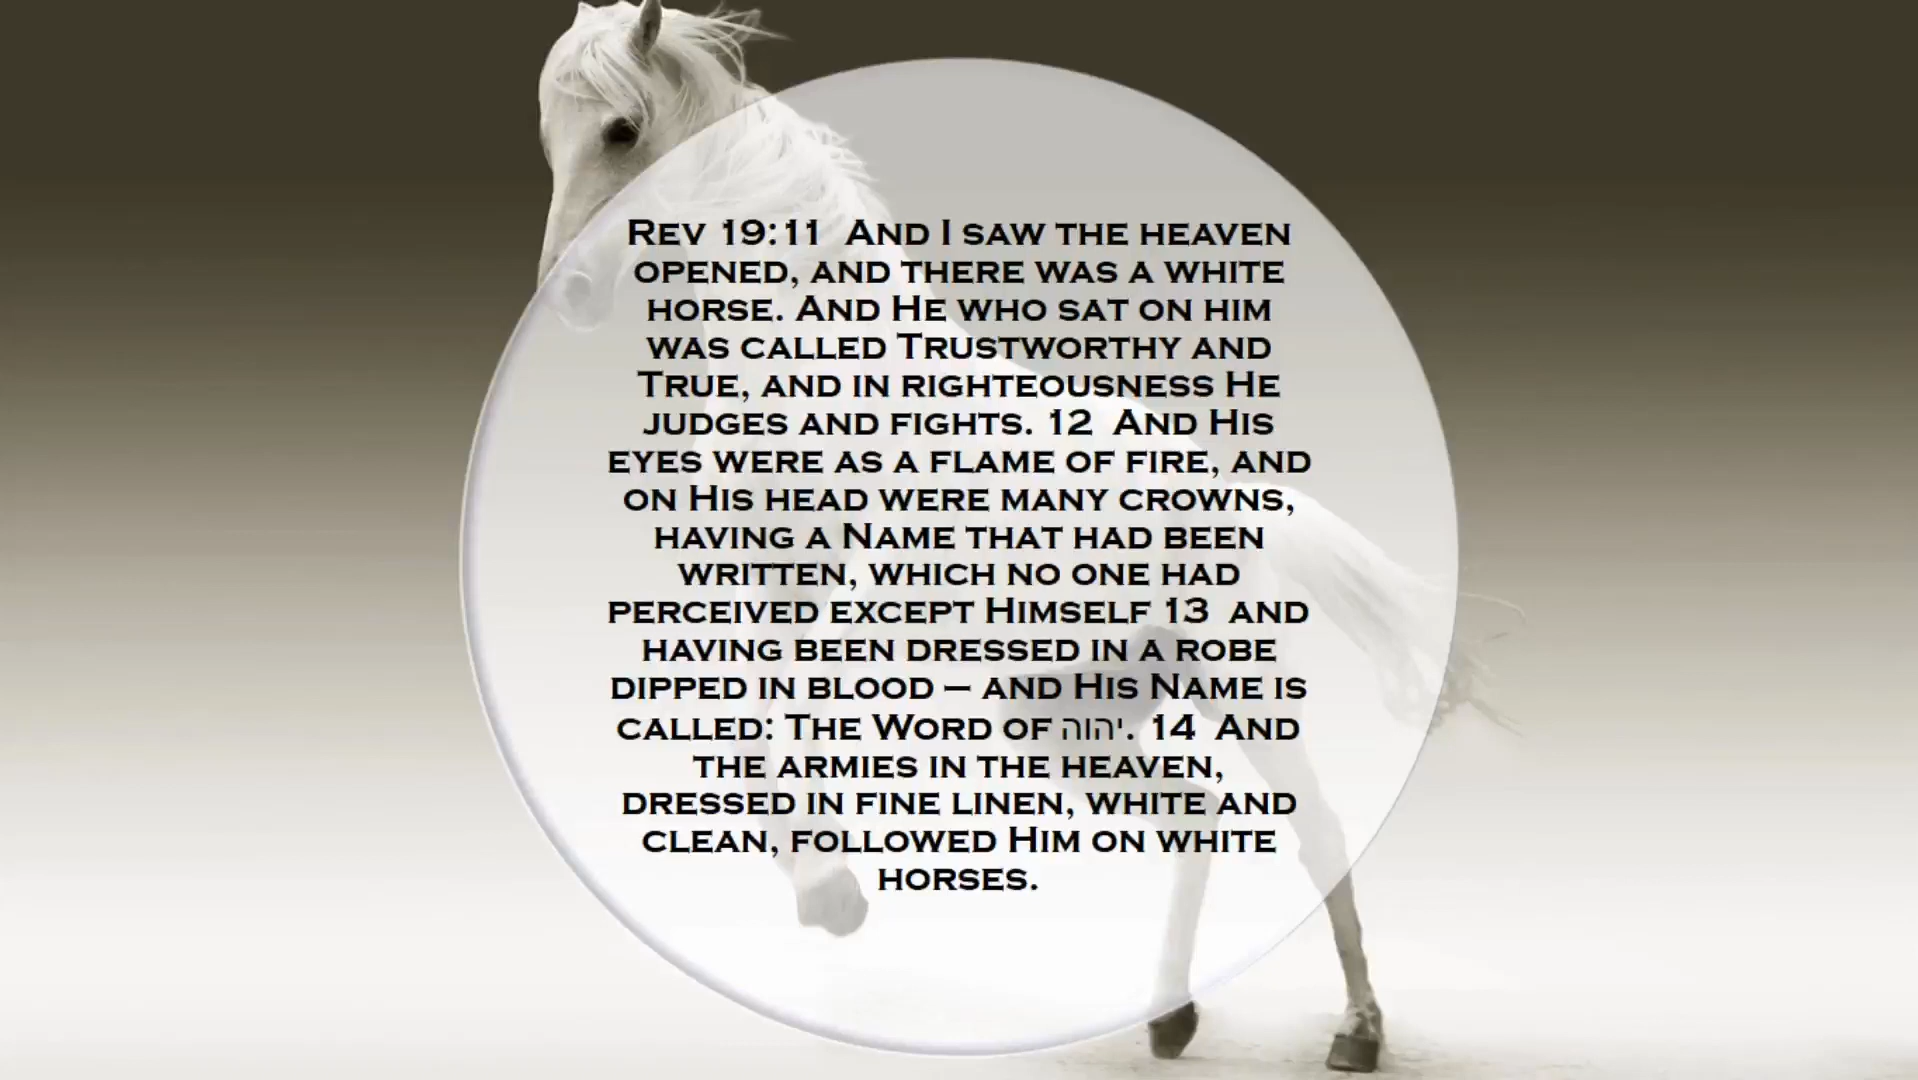 Rev 19:11 And I saw the heaven
opened, and there was a white
horse. And He who sat on him
was called Trustworthy and
True, and in righteousness He
judges and fights. 12 And His
eyes were as a flame of fire, and
on His head were many crowns,
having a Name that had been
written, which no one had
perceived except Himself 13 and
having been dressed in a robe
dipped in blood – and His Name is
called: The Word of יהוה. 14 And
the armies in the heaven,
dressed in fine linen, white and
clean, followed Him on white
horses.